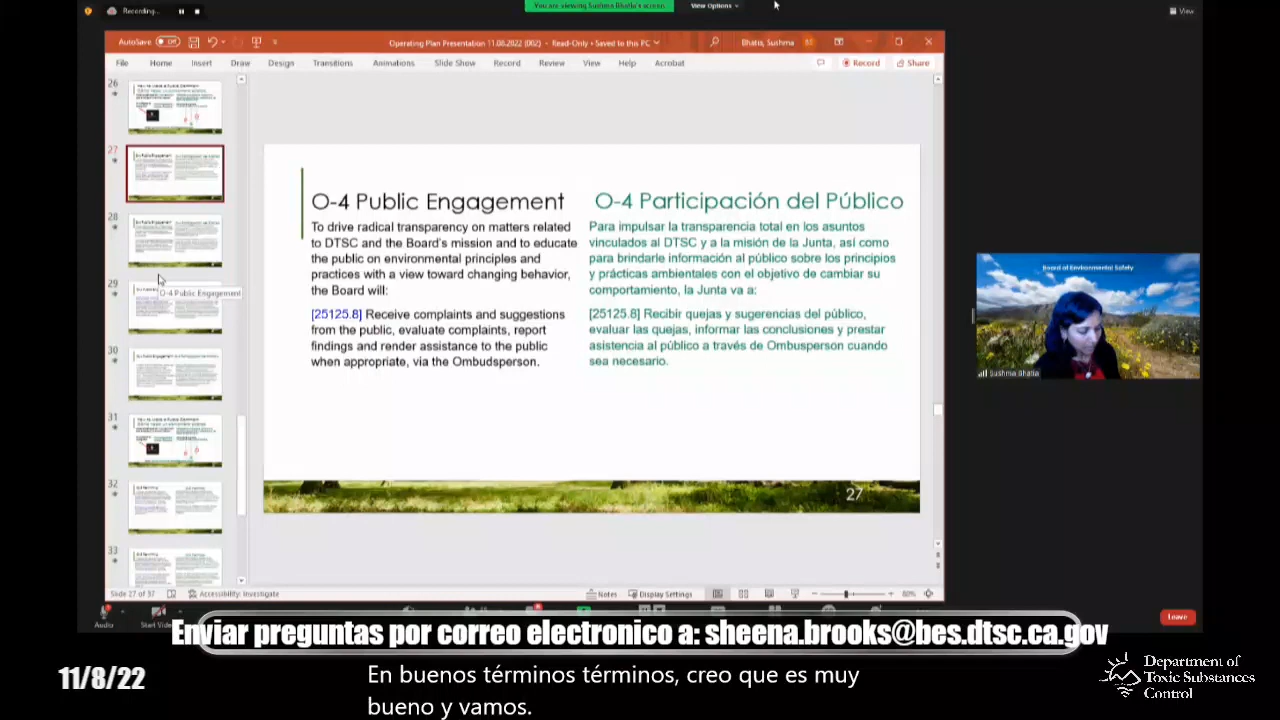 Recording...
You are viewing Sushma Bhatia's screen
View Options
View
AutoSave Off
Operating Plan Presentation 11.08.2022 (002) • Read-Only • Saved to this PC
Bhatia, Sushma
File Home Insert Draw Design Transitions Animations Slide Show Record Review View Help Acrobat
Record
Share
26
27
28
29
30
31
32
33
O-4 Public Engagement
O-4 Public Engagement
To drive radical transparency on matters related
to DTSC and the Board's mission and to educate
the public on environmental principles and
practices with a view toward changing behavior,
the Board will:
[25125.8] Receive complaints and suggestions
from the public, evaluate complaints, report
findings and render assistance to the public
when appropriate, via the Ombudsperson.
O-4 Participación del Público
Para impulsar la transparencia total en los asuntos
vinculados al DTSC y a la misión de la Junta, así como
para brindarle información al público sobre los principios
y prácticas ambientales con el objetivo de cambiar su
comportamiento, la Junta va a:
[25125.8] Recibir quejas y sugerencias del público,
evaluar las quejas, informar las conclusiones y prestar
asistencia al público a través de Ombusperson cuando
sea necesario.
27
Board of Environmental Safety
Sushma Bhatia
Slide 27 of 37
Accessibility: Investigate
Notes
Display Settings
80%
Audio
Start Video
Leave
Enviar preguntas por correo electronico a: sheena.brooks@bes.dtsc.ca.gov
11/8/22
En buenos términos términos, creo que es muy
bueno y vamos.
Department of
Toxic Substances
Control